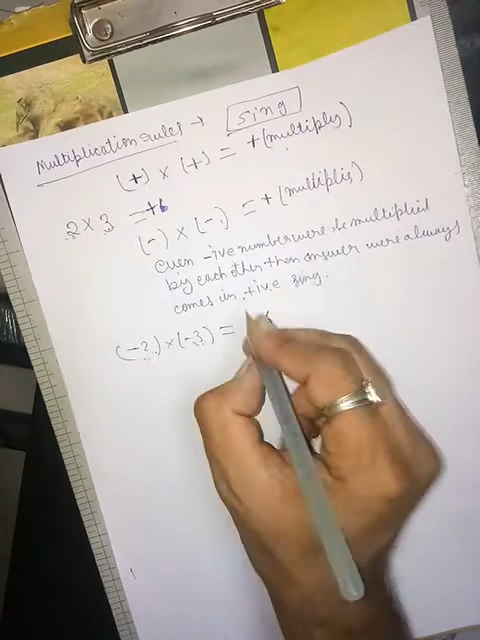 Multiplication rules → sing
(+) × (+) = + (multiply)
2 × 3 = +6
(-) × (-) = + (multiplis)
even -ive number were be multiplied
by each other then answer were always
comes in +ive sing.
(-2) × (-3) =